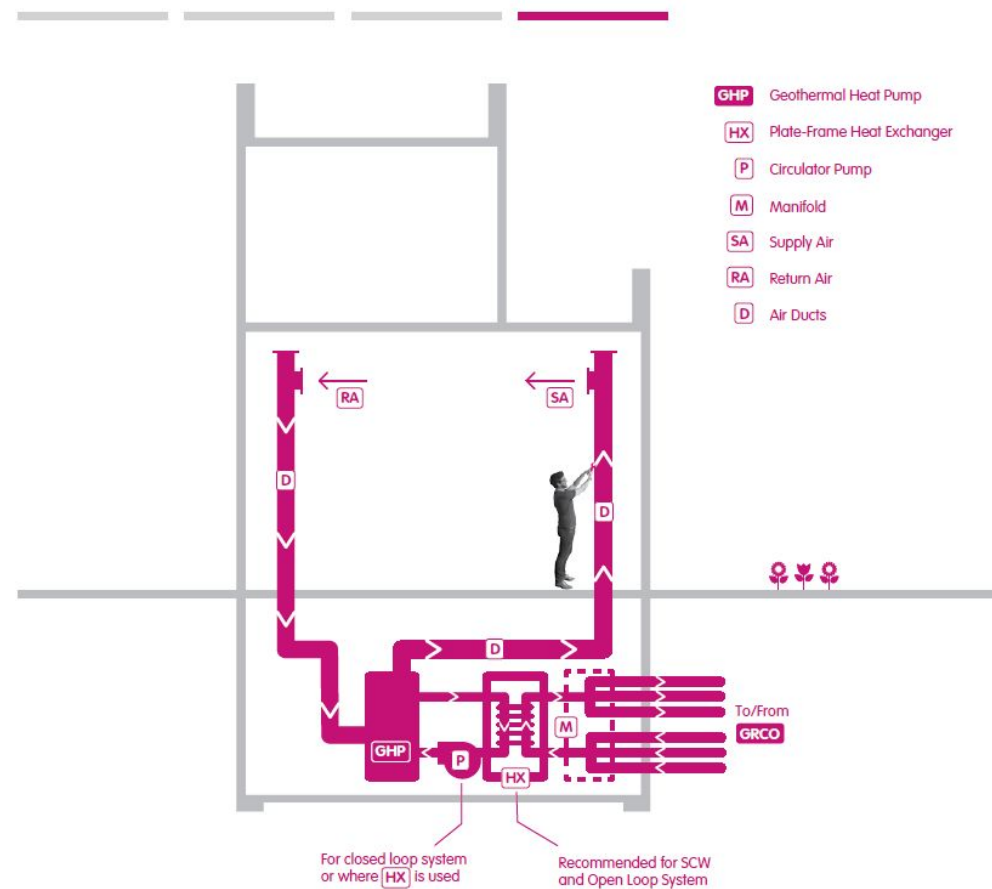 GHP Geothermal Heat Pump
HX Plate-Frame Heat Exchanger
P Circulator Pump
M Manifold
SA Supply Air
RA Return Air
D Air Ducts
RA
SA
D
D
D
To/From
GRCO
M
GHP
P
HX
For closed loop system
or where HX is used
Recommended for SCW
and Open Loop System